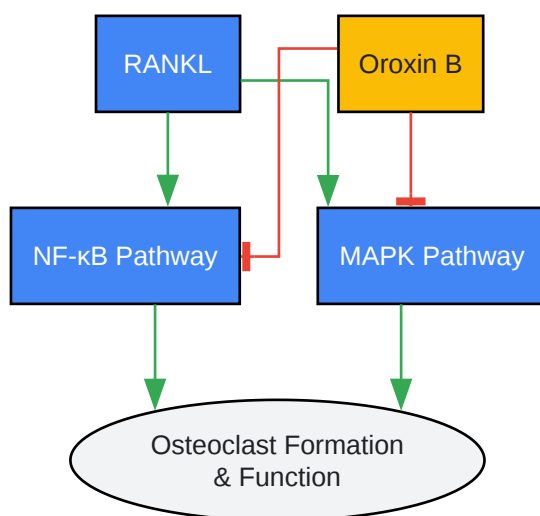 RANKL
Oroxin B
NF-κB Pathway
MAPK Pathway
Osteoclast Formation
& Function